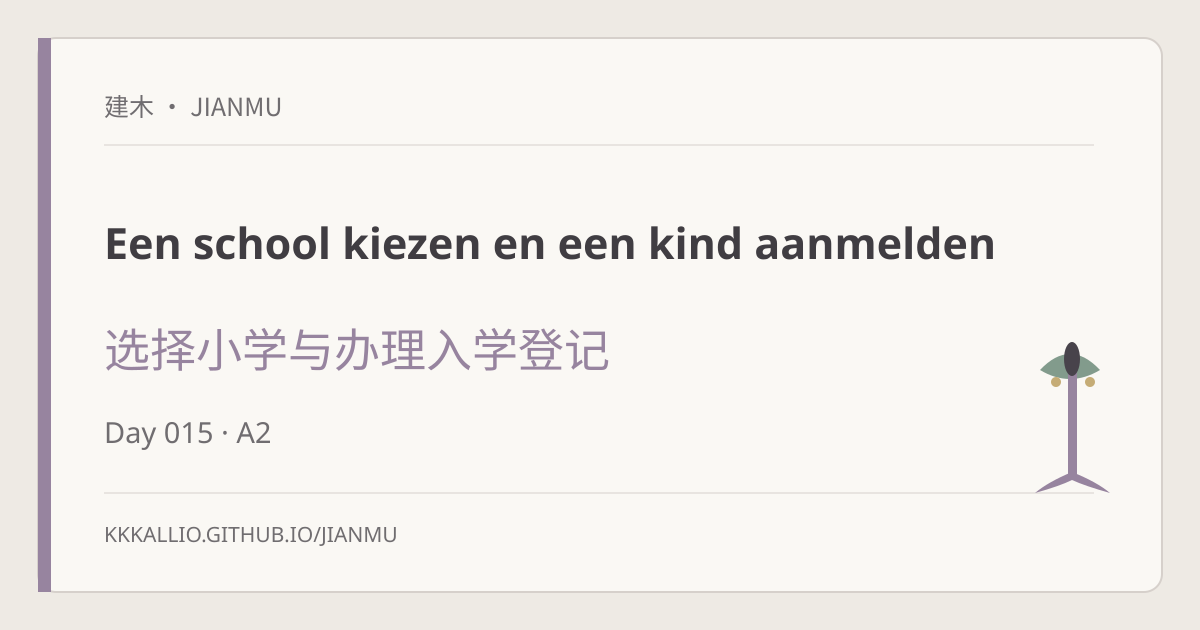 建木 · JIANMU
Een school kiezen en een kind aanmelden
选择小学与办理入学登记
Day 015 · A2
KKKALLIO.GITHUB.IO/JIANMU